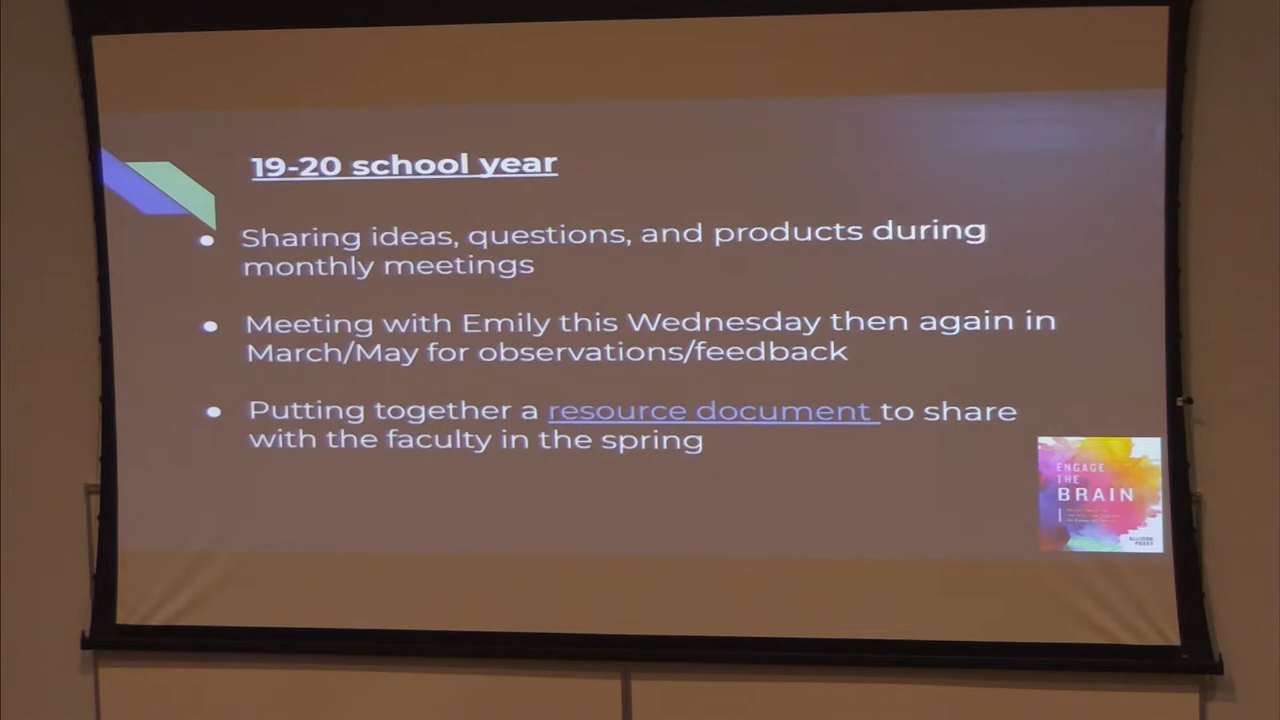 19-20 school year
Sharing ideas, questions, and products during
monthly meetings
Meeting with Emily this Wednesday then again in
March/May for observations/feedback
Putting together a resource document to share
with the faculty in the spring
ENGAGE
THE
BRAIN